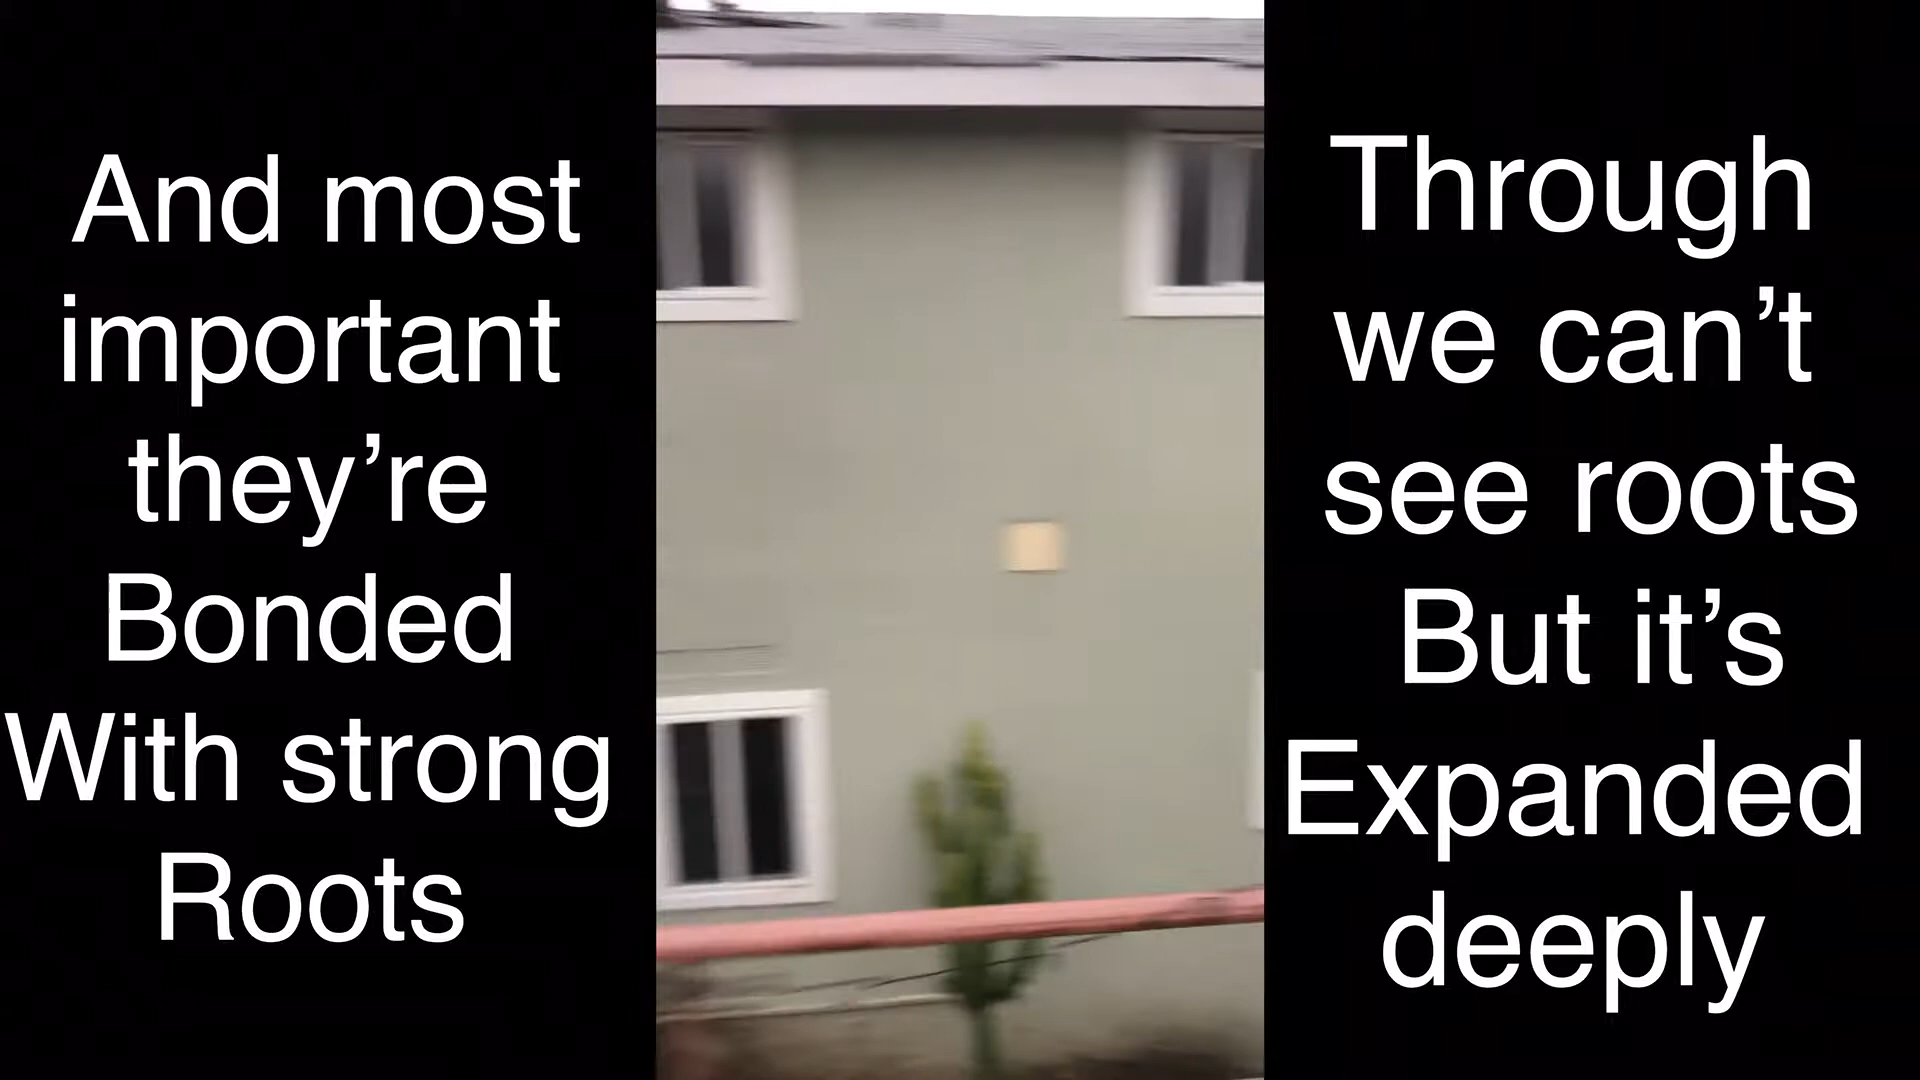 And most
important
they’re
Bonded
With strong
Roots
Through
we can’t
see roots
But it’s
Expanded
deeply